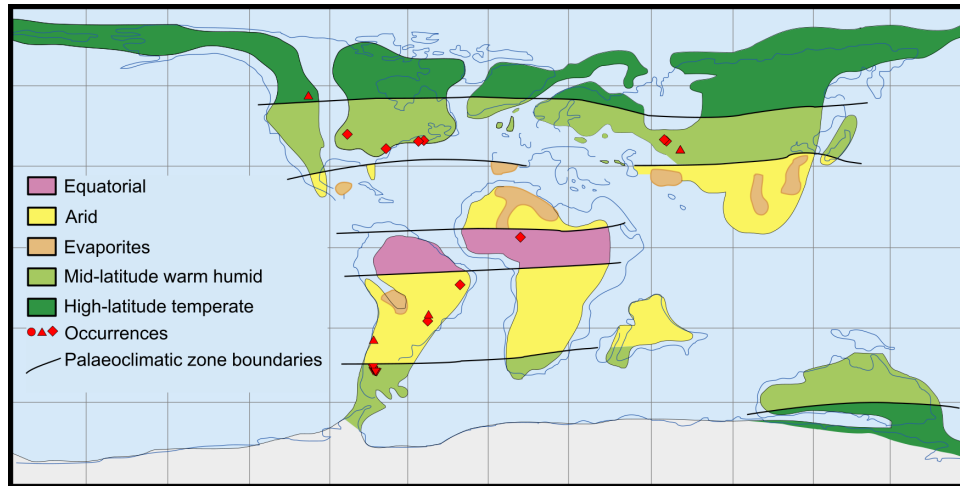 Equatorial
Arid
Evaporites
Mid-latitude warm humid
High-latitude temperate
Occurrences
Palaeoclimatic zone boundaries